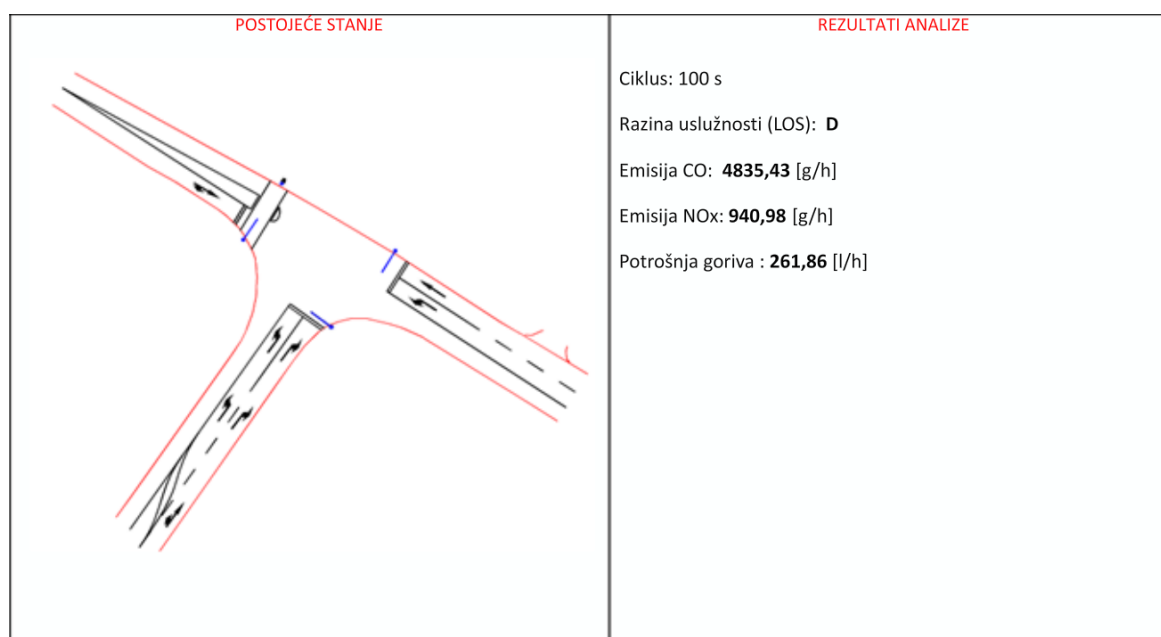 POSTOJEĆE STANJE
REZULTATI ANALIZE
Ciklus: 100 s
Razina uslužnosti (LOS): D
Emisija CO: 4835,43 [g/h]
Emisija NOx: 940,98 [g/h]
Potrošnja goriva : 261,86 [l/h]